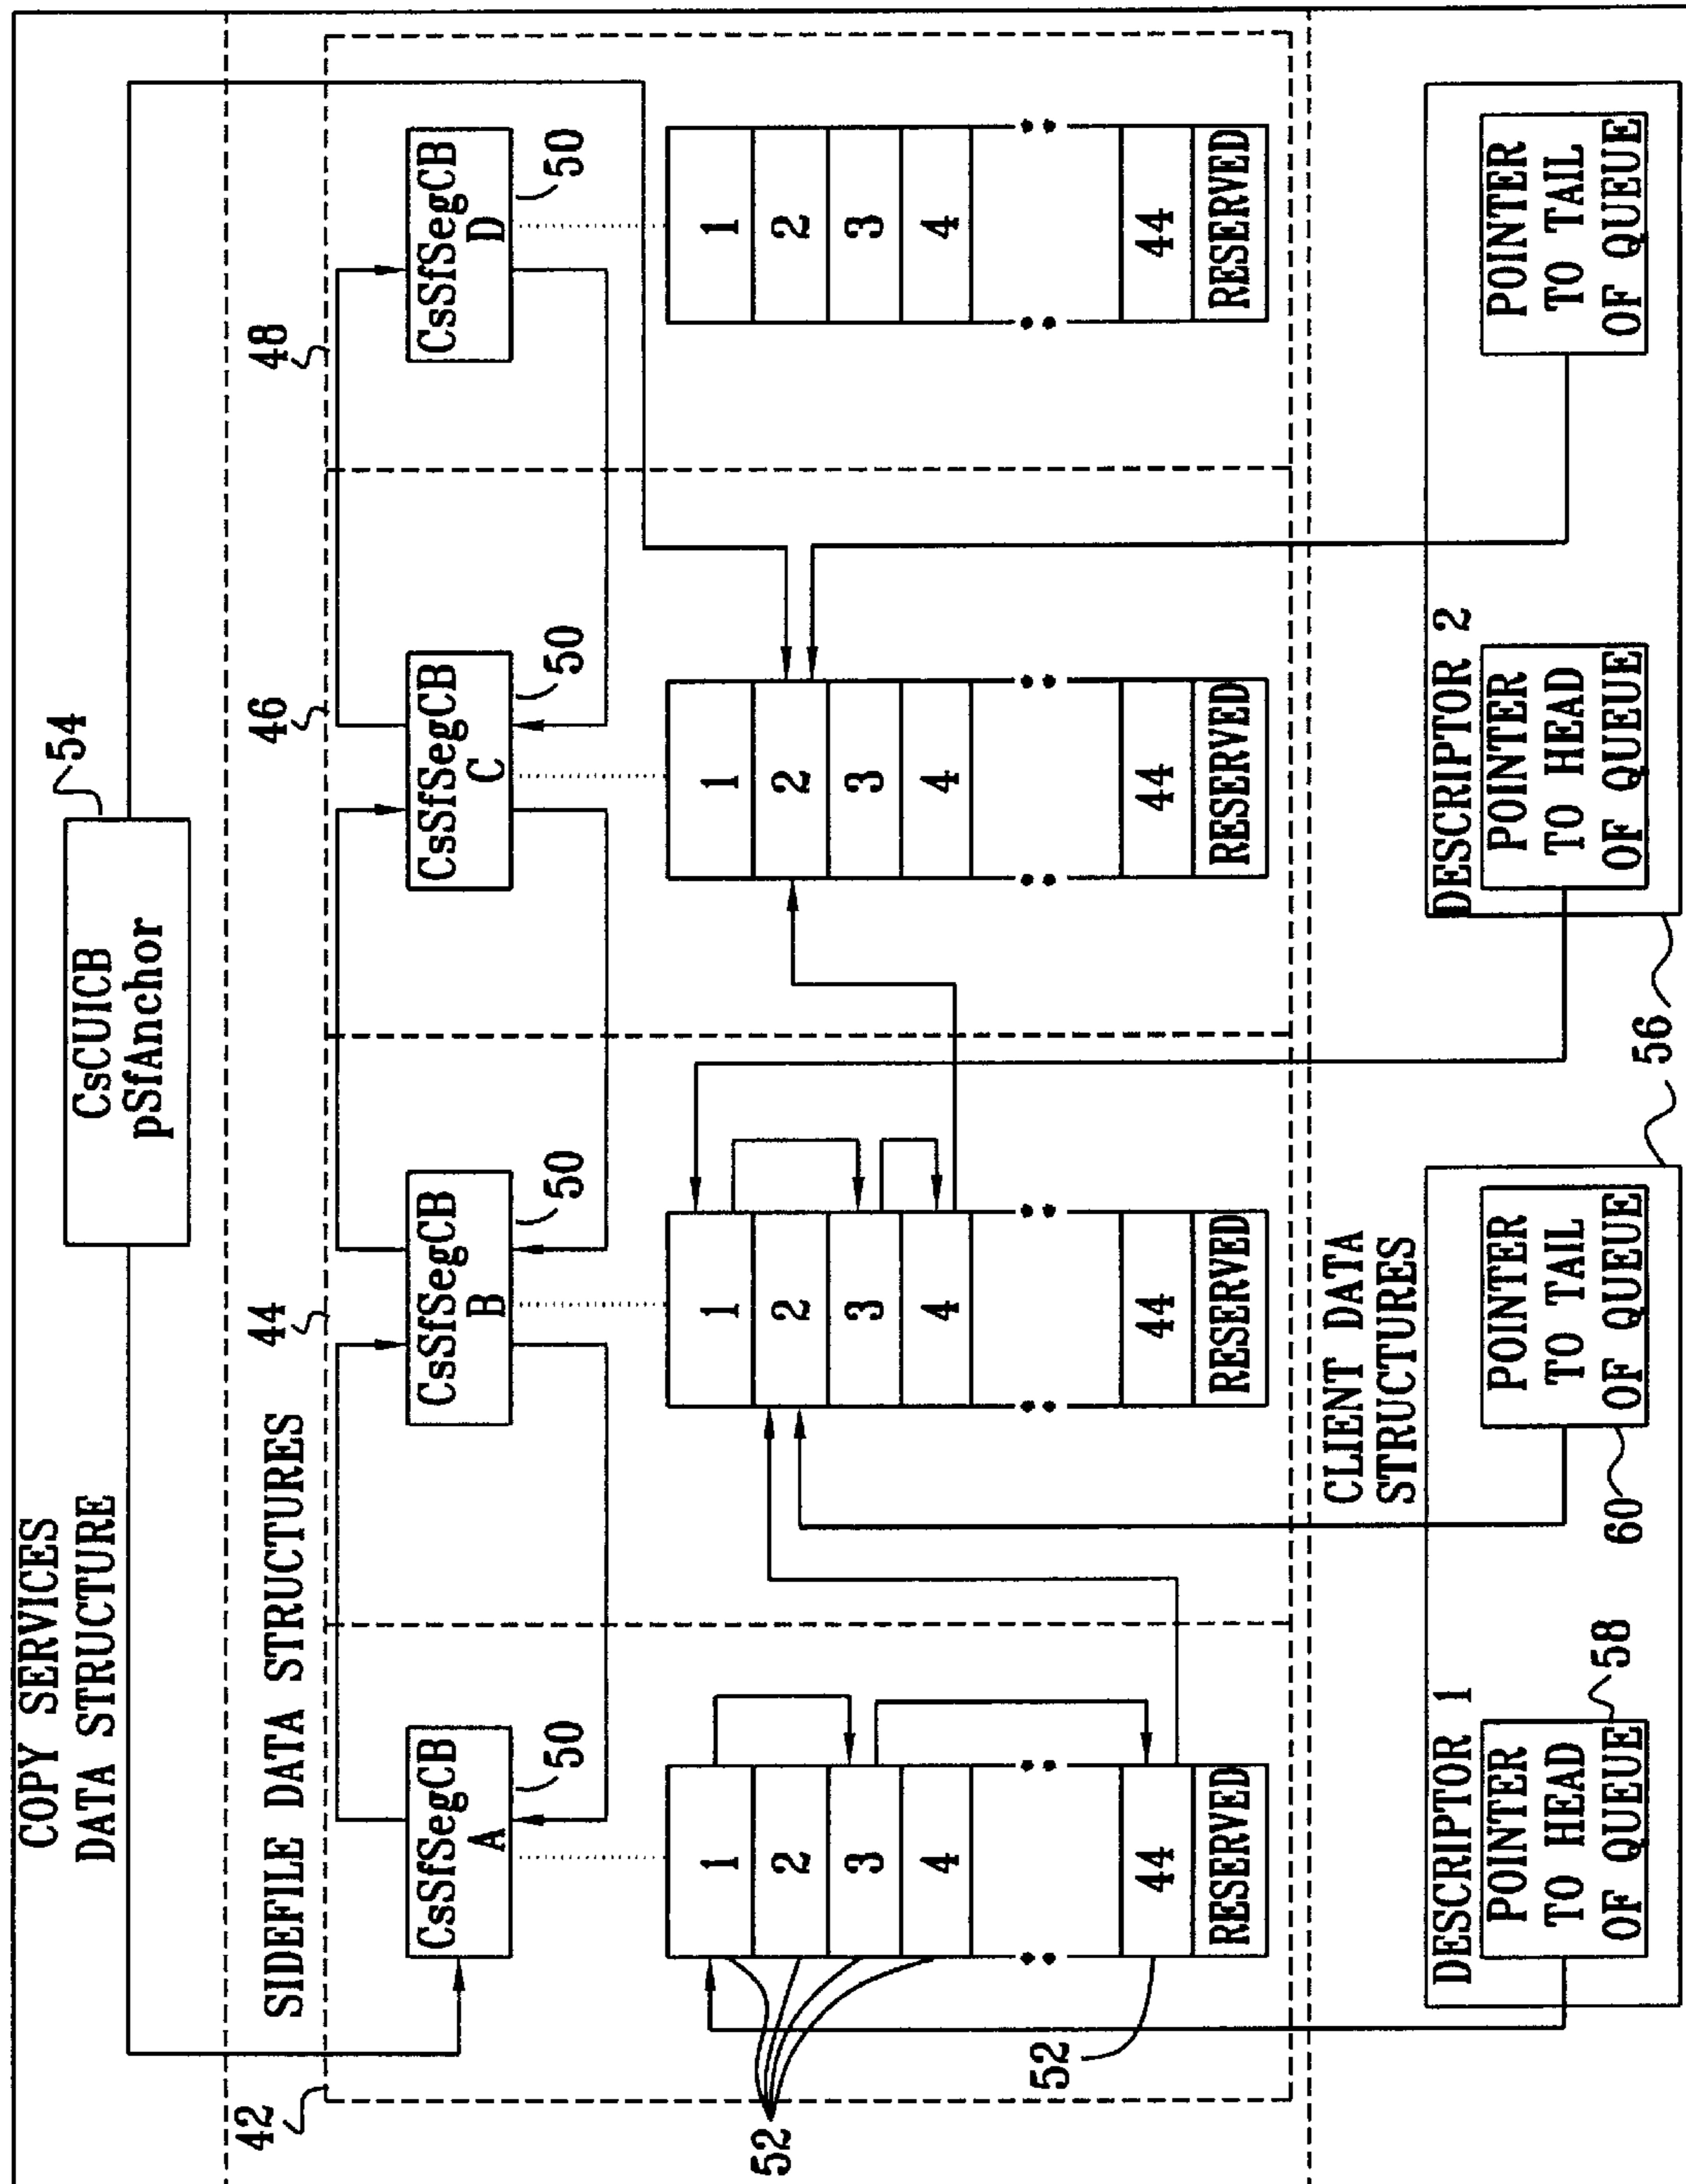 COPY SERVICES
DATA STRUCTURE
CsCUICB
pSfAnchor
54
SIDEFILE DATA STRUCTURES
42
44
46
48
CsSfSegCB
A
50
CsSfSegCB
B
50
CsSfSegCB
C
50
CsSfSegCB
D
50
1
2
3
4
44
RESERVED
52
52
1
2
3
4
44
RESERVED
1
2
3
4
44
RESERVED
1
2
3
4
44
RESERVED
CLIENT DATA
STRUCTURES
DESCRIPTOR 1
POINTER
TO HEAD
OF QUEUE
58
POINTER
TO TAIL
OF QUEUE
60
56
DESCRIPTOR 2
POINTER
TO HEAD
OF QUEUE
POINTER
TO TAIL
OF QUEUE